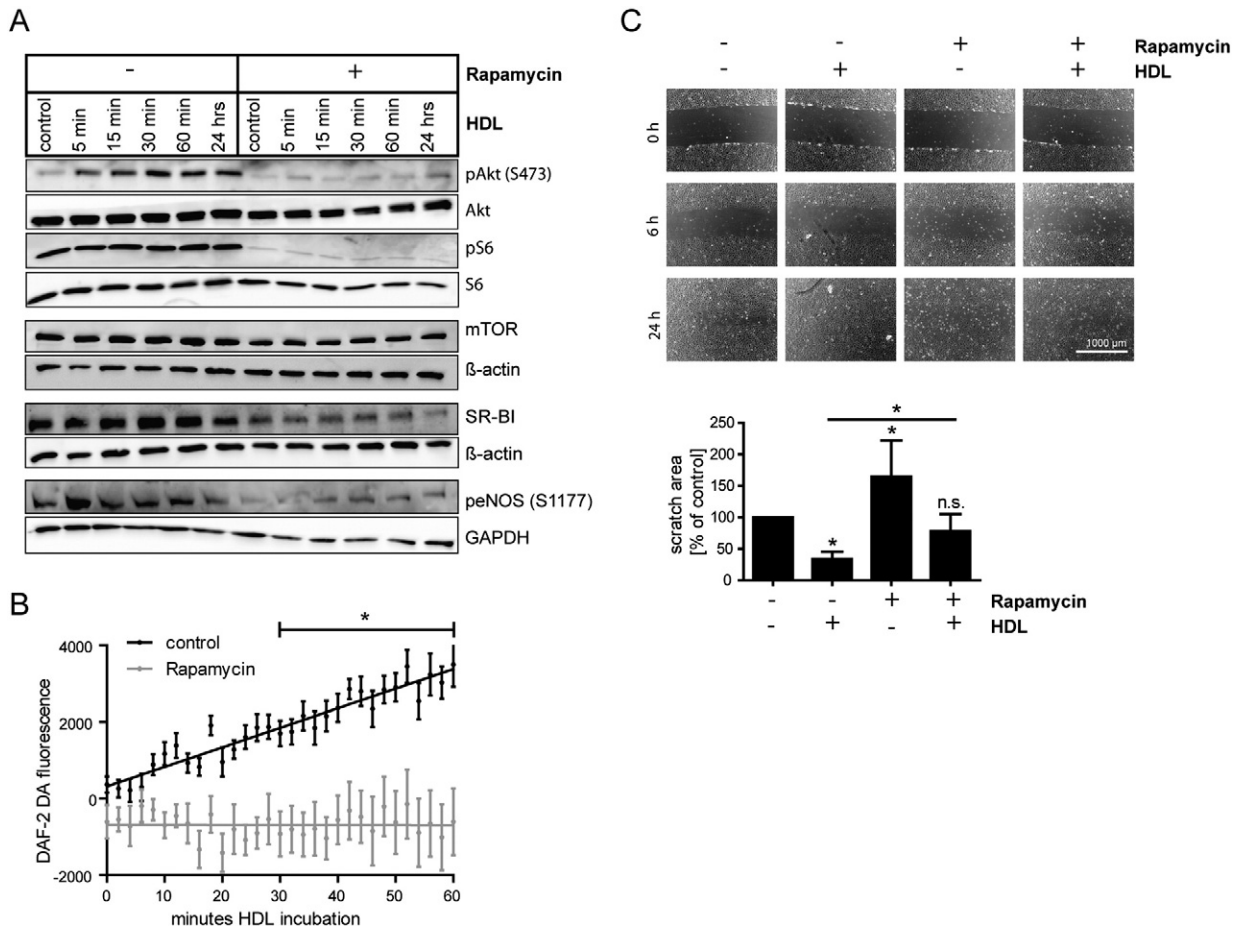 A
- + Rapamycin
control 5 min 15 min 30 min 60 min 24 hrs control 5 min 15 min 30 min 60 min 24 hrs HDL
pAkt (S473)
Akt
pS6
S6
mTOR
ß-actin
SR-BI
ß-actin
peNOS (S1177)
GAPDH
B
*
control
Rapamycin
4000
2000
0
-2000
DAF-2 DA fluorescence
0 10 20 30 40 50 60
minutes HDL incubation
C
- - + + Rapamycin
- + - + HDL
0 h
6 h
24 h
1000 µm
*
*
n.s.
*
250
200
150
100
50
0
scratch area
[% of control]
- - + + Rapamycin
- + - + HDL